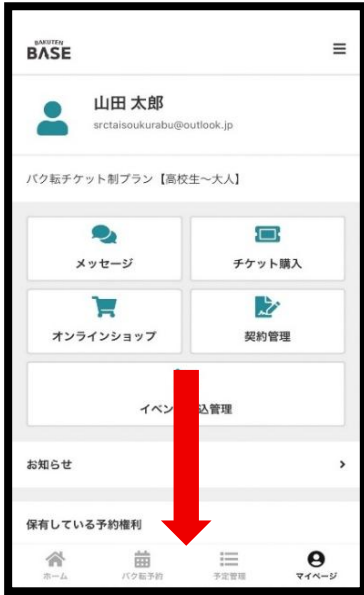 BAKUTEN
BASE
山田 太郎
srctaisoukurabu@outlook.jp
バク転チケット制プラン【高校生〜大人】
メッセージ
チケット購入
オンラインショップ
契約管理
イベン 込管理
お知らせ
保有している予約権利
ホーム
バク転予約
予定管理
マイページ